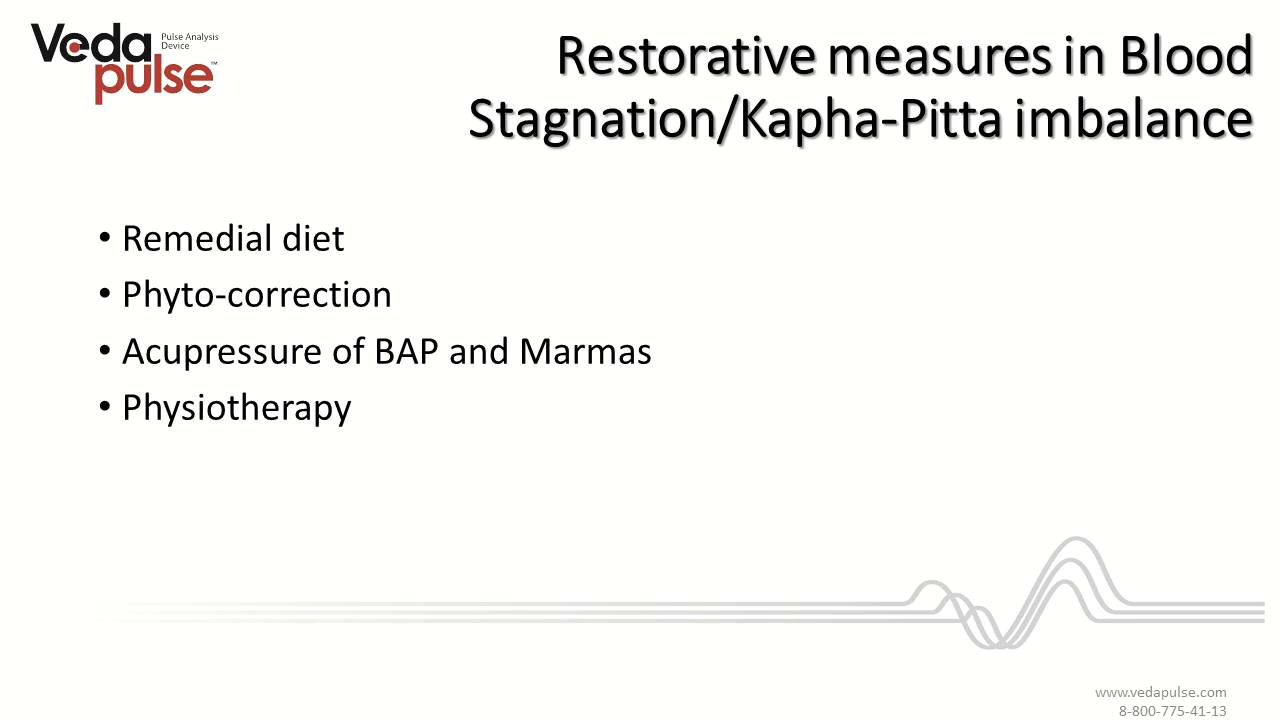 Veda
pulse™
Pulse Analysis
Device
Restorative measures in Blood
Stagnation/Kapha-Pitta imbalance
• Remedial diet
• Phyto-correction
• Acupressure of BAP and Marmas
• Physiotherapy
www.vedapulse.com
8-800-775-41-13